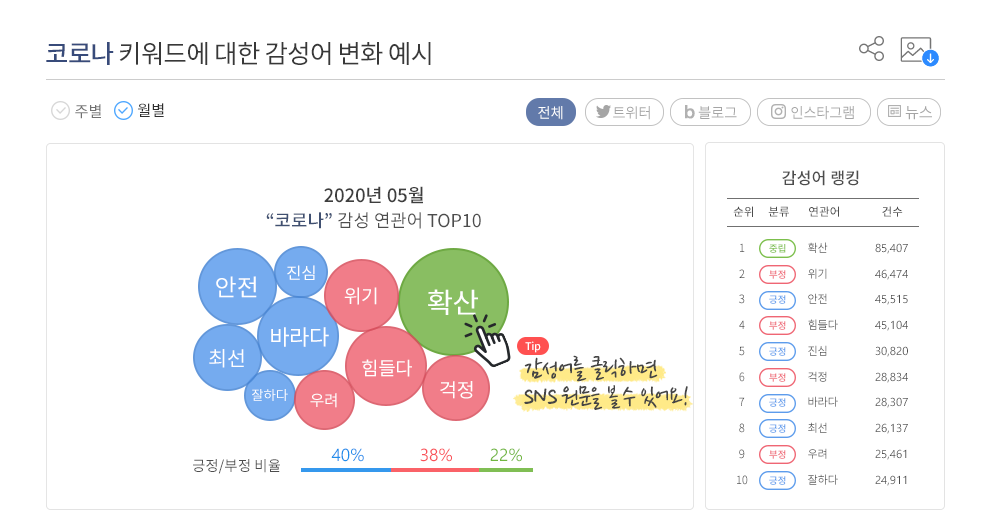 코로나 키워드에 대한 감성어 변화 예시
주별 월별
전체 트위터 블로그 인스타그램 뉴스
2020년 05월
“코로나” 감성 연관어 TOP10
안전
진심
위기
확산
바라다
최선
힘들다
걱정
잘하다
우려
Tip
감성어를 클릭하면
SNS 원문을 볼 수 있어요!
긍정/부정 비율 40% 38% 22%
감성어 랭킹
순위 분류 연관어 건수
1 중립 확산 85,407
2 부정 위기 46,474
3 긍정 안전 45,515
4 부정 힘들다 45,104
5 긍정 진심 30,820
6 부정 걱정 28,834
7 긍정 바라다 28,307
8 긍정 최선 26,137
9 부정 우려 25,461
10 긍정 잘하다 24,911